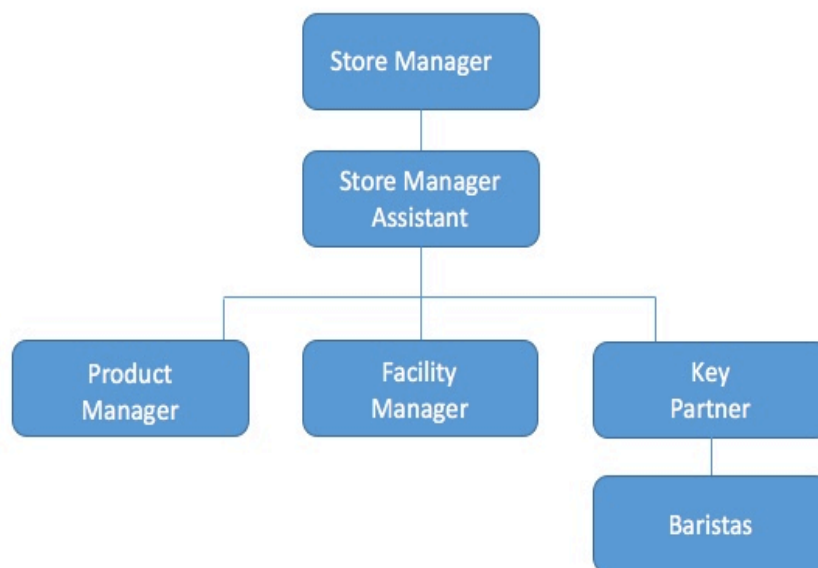 Store Manager
Store Manager
Assistant
Product
Manager
Facility
Manager
Key
Partner
Baristas